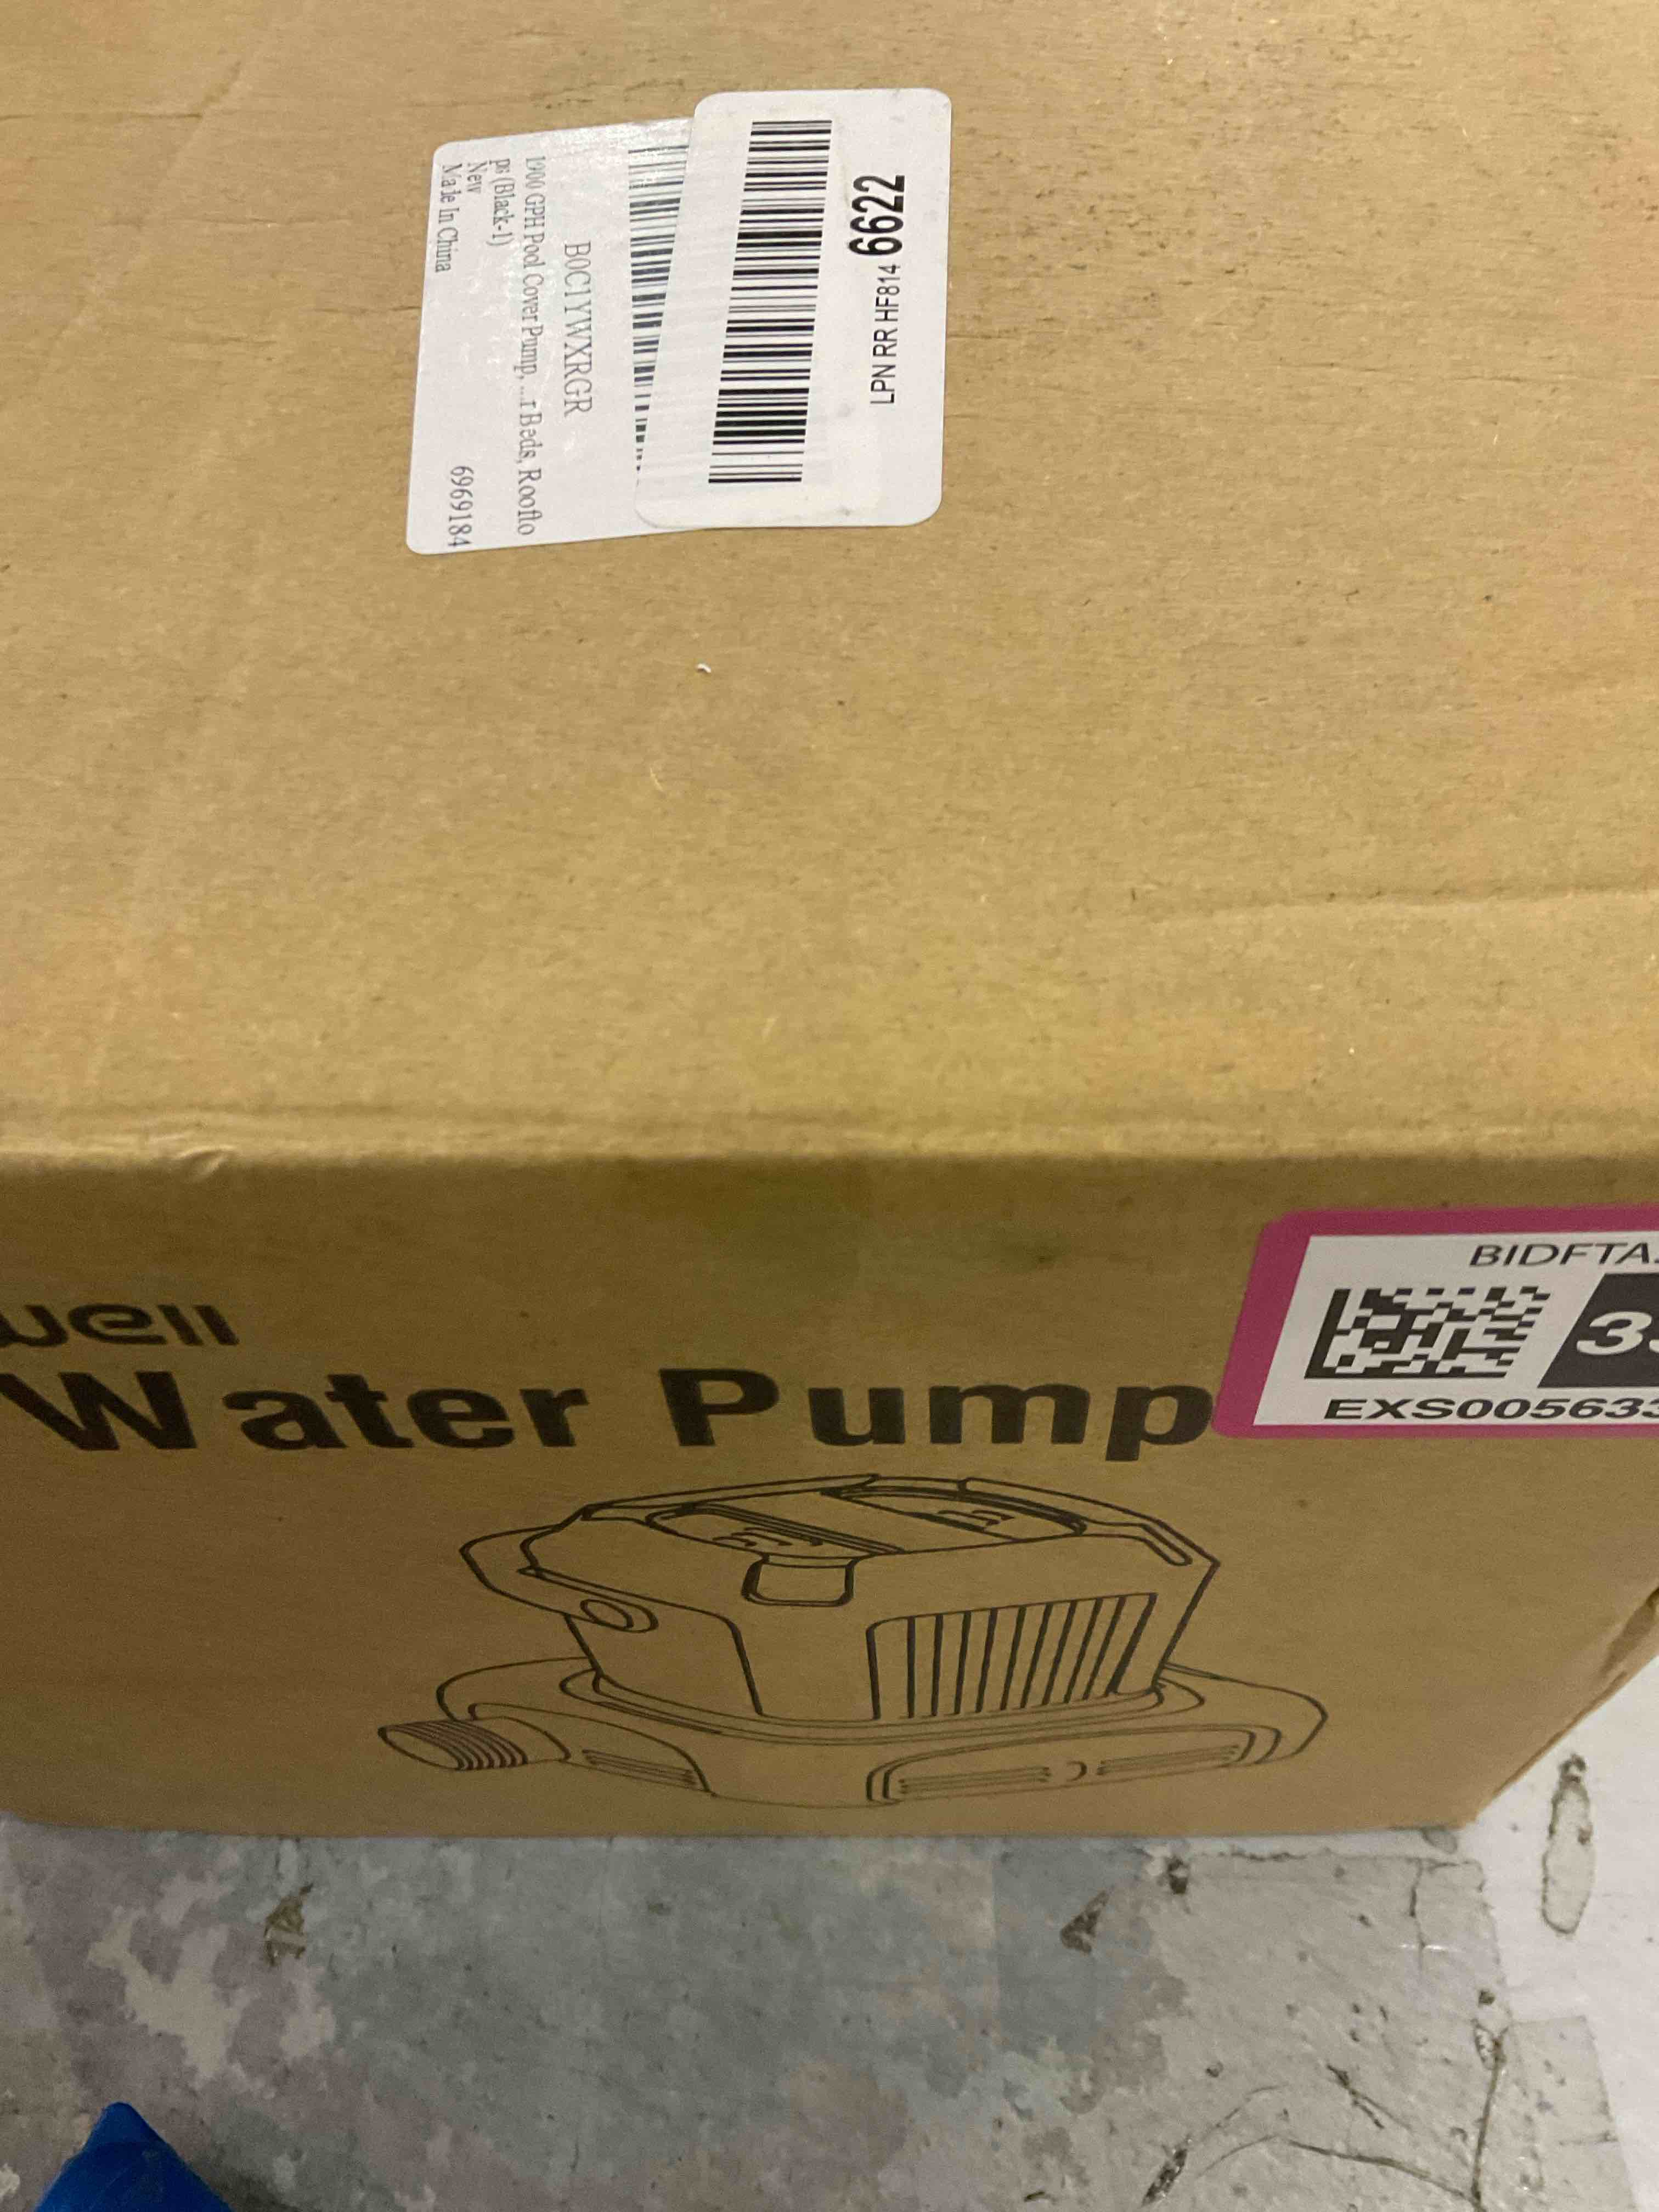 LPN RR HF814 6622
B0C1YWXRGR
1900 GPH Pool Cover Pump, ...r Beds, Roofto
ps (Black-1)
New
Made In China
6969184
well
Water Pump
BIDFTA.
EXS005633